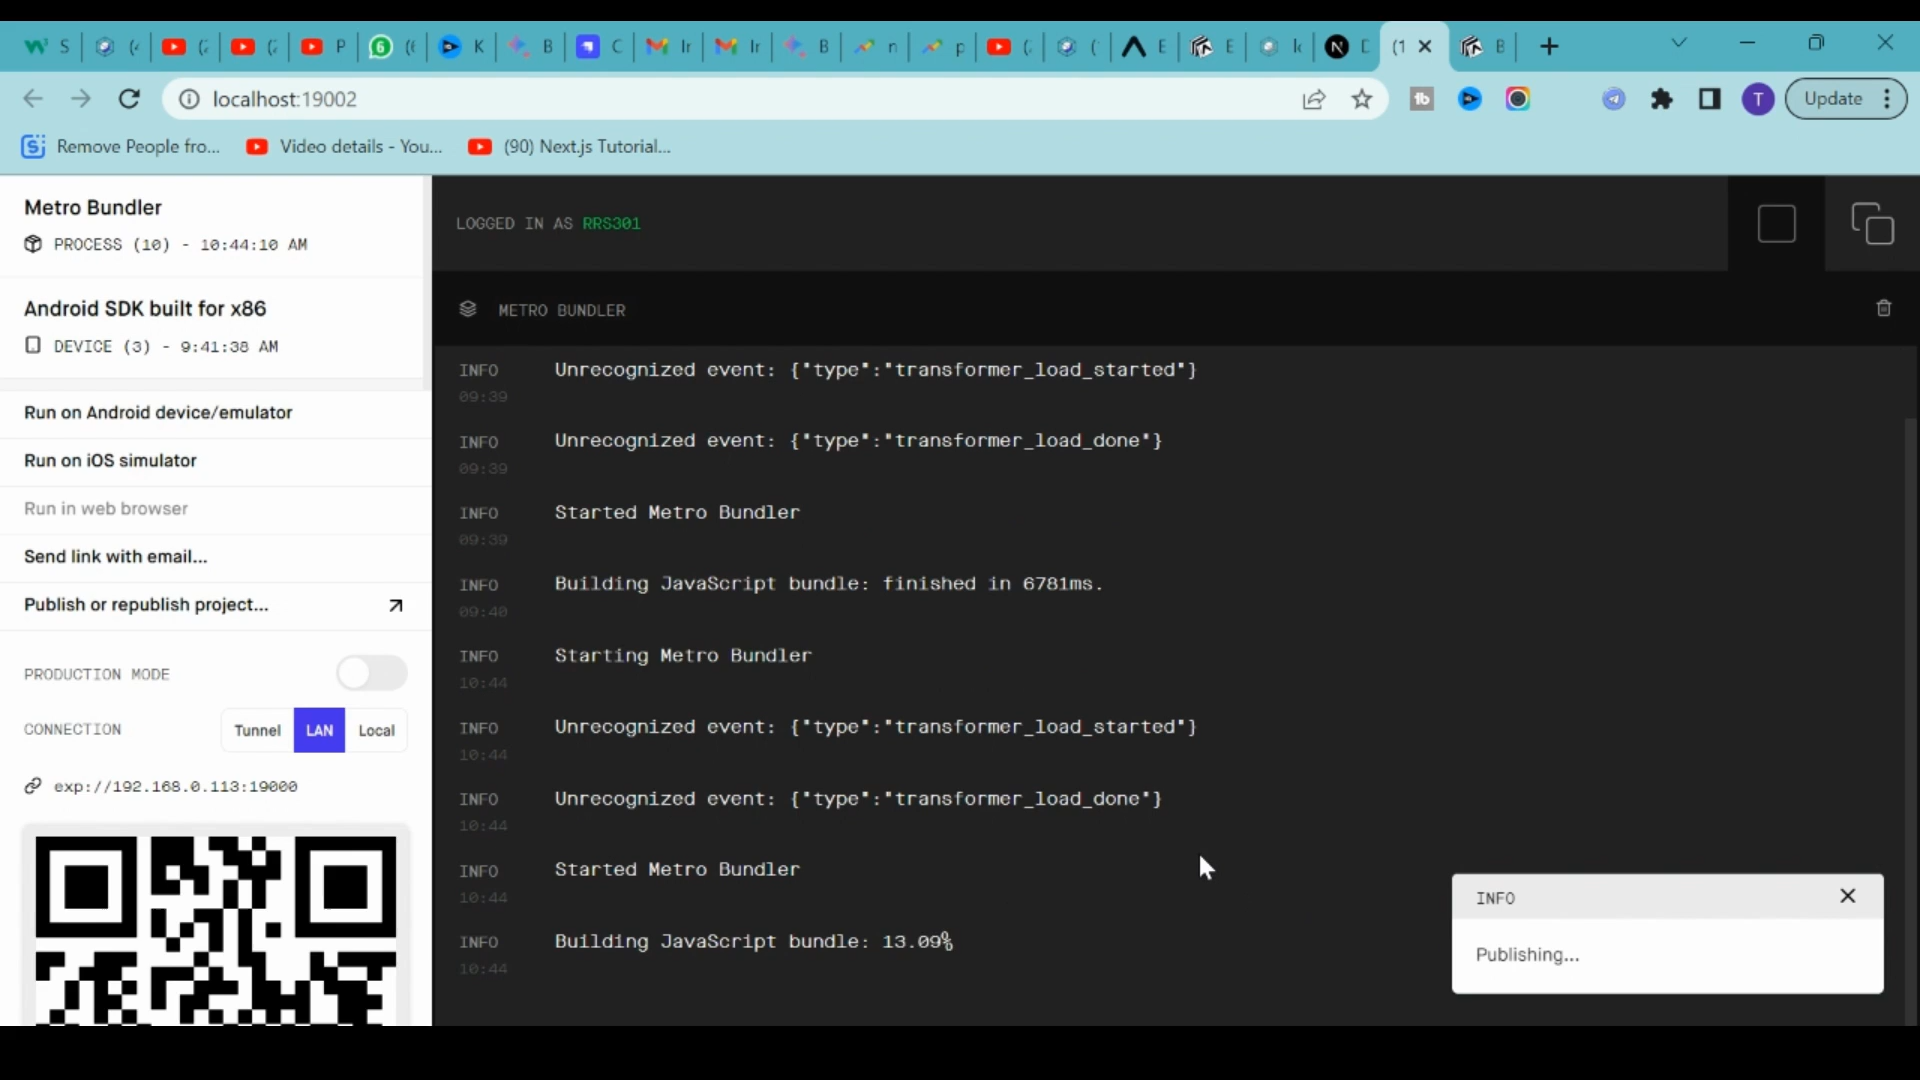 S
(
(
(
P
6
(
K
B
C
Ir
Ir
B
n
p
(
(
E
E
k
N
(1
B
localhost:19002
1b
T
Update
Remove People fro...
Video details - You...
(90) Next.js Tutorial...
Metro Bundler
PROCESS (10) - 10:44:10 AM
Android SDK built for x86
DEVICE (3) - 9:41:38 AM
Run on Android device/emulator
Run on iOS simulator
Run in web browser
Send link with email...
Publish or republish project...
PRODUCTION MODE
CONNECTION
Tunnel LAN Local
exp://192.168.0.113:19000
LOGGED IN AS RRS301
METRO BUNDLER
INFO Unrecognized event: {"type":"transformer_load_started"}
09:39
INFO Unrecognized event: {"type":"transformer_load_done"}
09:39
INFO Started Metro Bundler
09:39
INFO Building JavaScript bundle: finished in 6781ms.
09:40
INFO Starting Metro Bundler
10:44
INFO Unrecognized event: {"type":"transformer_load_started"}
10:44
INFO Unrecognized event: {"type":"transformer_load_done"}
10:44
INFO Started Metro Bundler
10:44
INFO Building JavaScript bundle: 13.09%
10:44
INFO
Publishing...